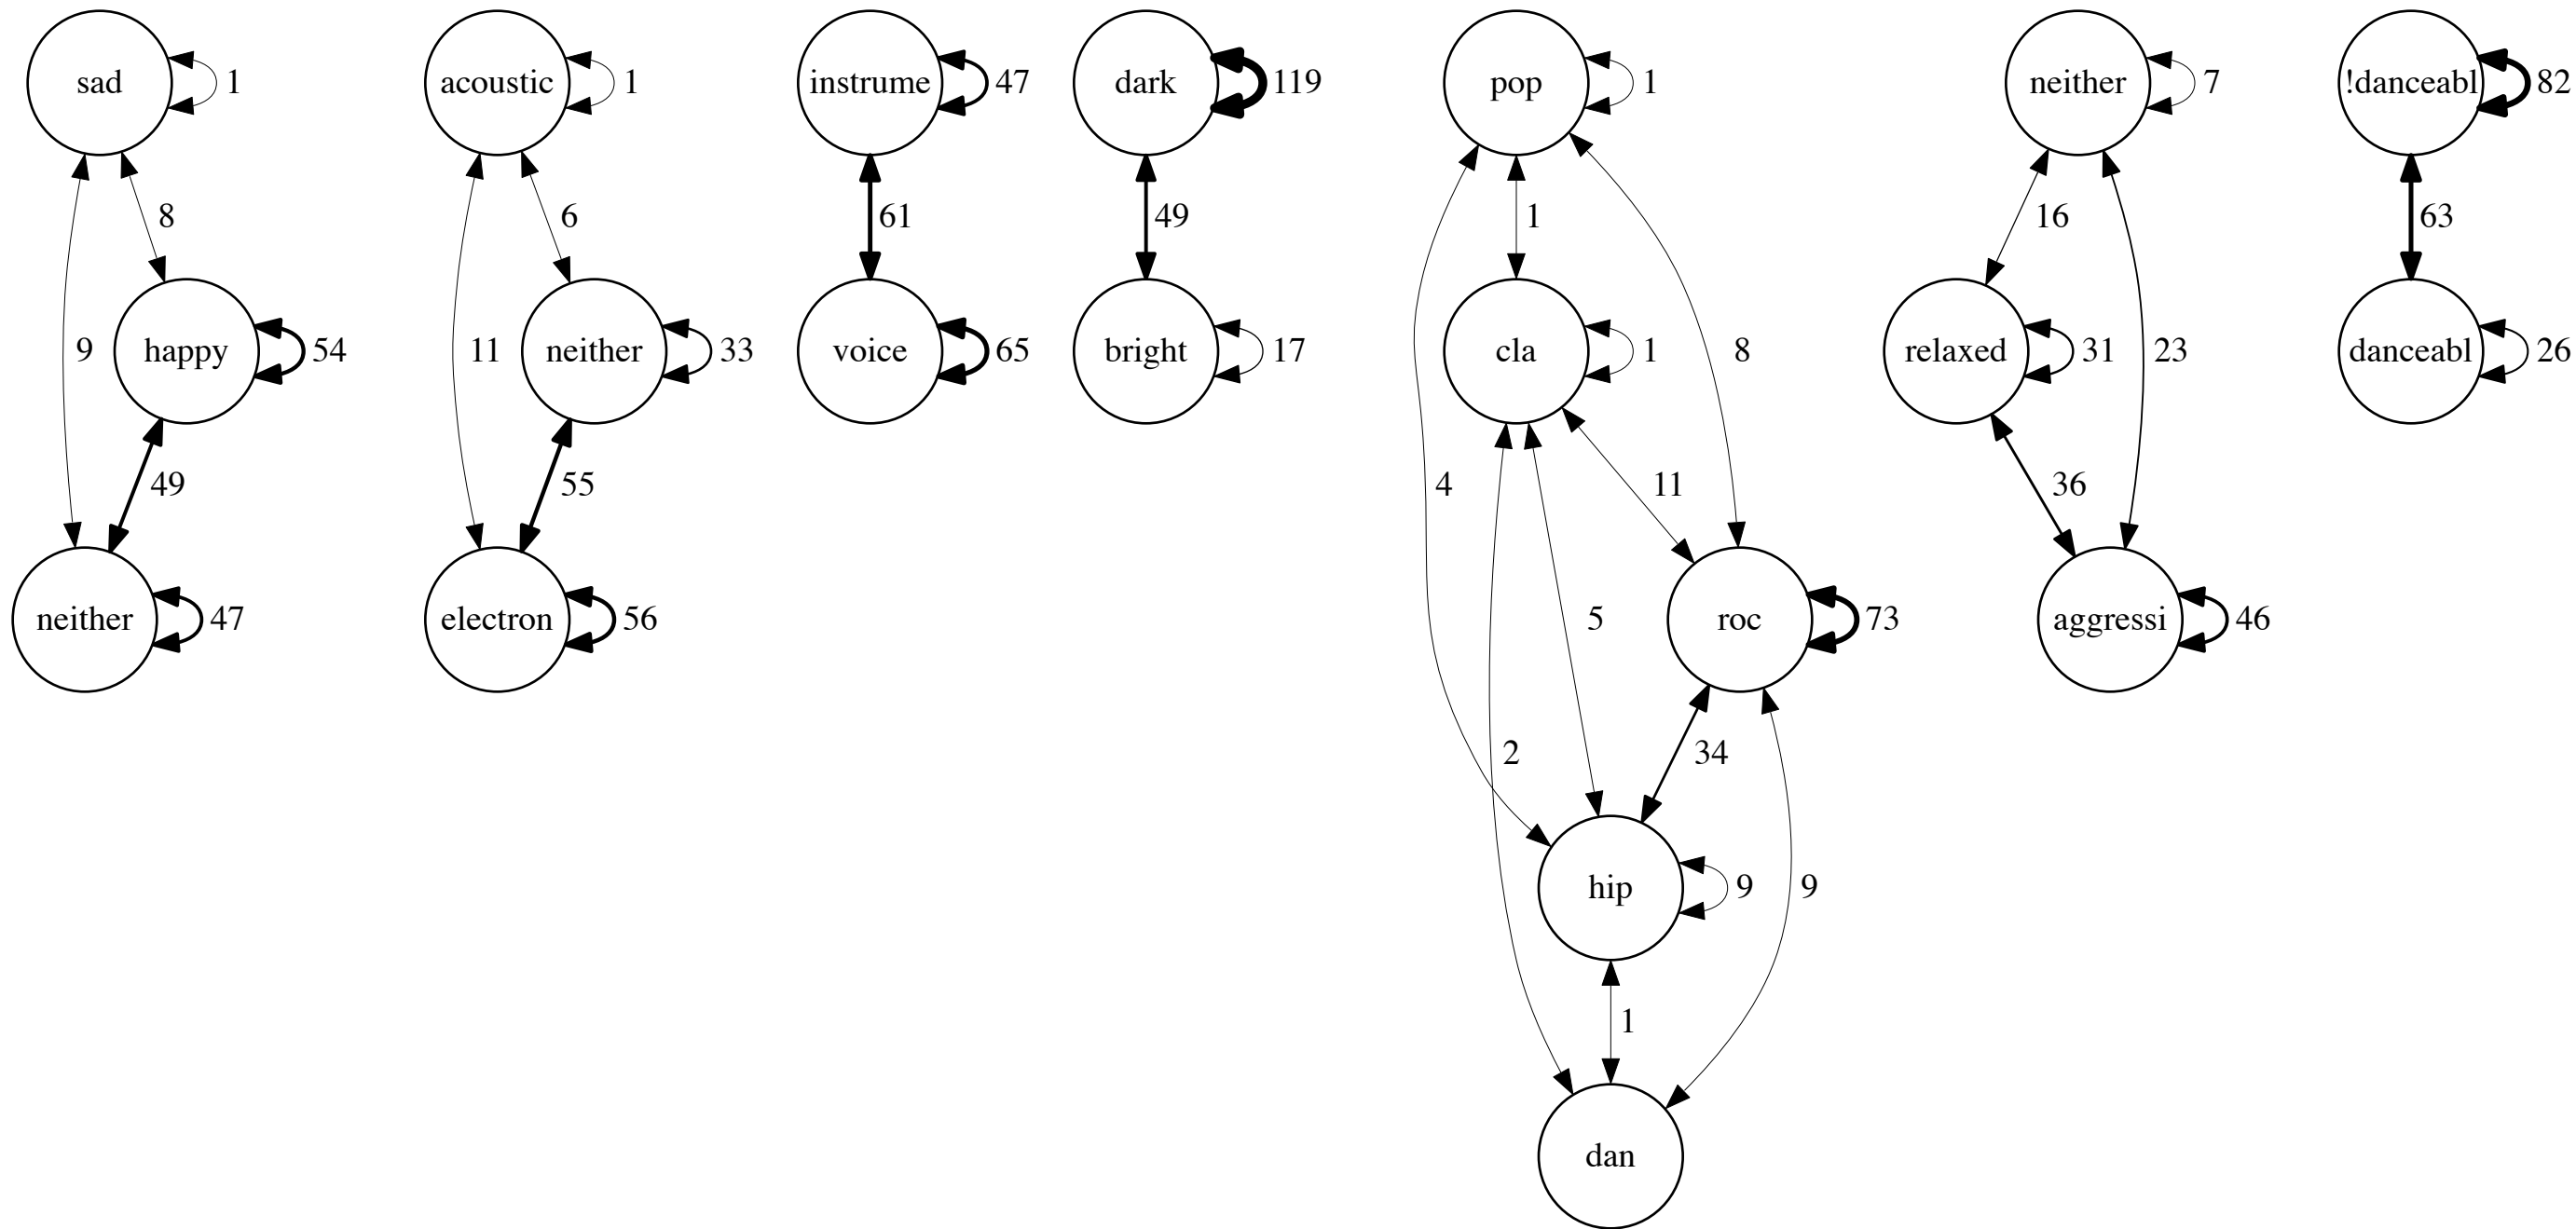 sad 1 acoustic 1 instrume 47 dark 119 pop 1 neither 7 !danceabl 82
8 6 61 49 1 16 63
9 happy 54 11 neither 33 voice 65 bright 17 cla 1 8 relaxed 31 23 danceabl 26
49 55 4 11 36
neither 47 electron 56 5 roc 73 aggressi 46
2 34
hip 9 9
1
dan